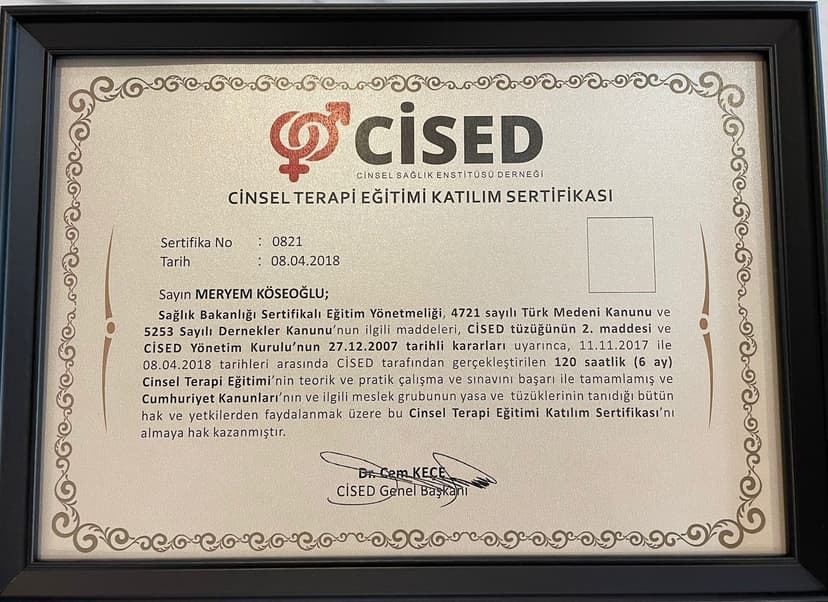 CİSED
CİNSEL SAĞLIK ENSTİTÜSÜ DERNEĞİ
CİNSEL TERAPİ EĞİTİMİ KATILIM SERTİFİKASI
Sertifika No : 0821
Tarih : 08.04.2018
Sayın MERYEM KÖSEOĞLU;
Sağlık Bakanlığı Sertifikalı Eğitim Yönetmeliği, 4721 sayılı Türk Medeni Kanunu ve
5253 Sayılı Dernekler Kanunu'nun ilgili maddeleri, CİSED tüzüğünün 2. maddesi ve
CİSED Yönetim Kurulu'nun 27.12.2007 tarihli kararları uyarınca, 11.11.2017 ile
08.04.2018 tarihleri arasında CİSED tarafından gerçekleştirilen 120 saatlik (6 ay)
Cinsel Terapi Eğitimi'nin teorik ve pratik çalışma ve sınavını başarı ile tamamlamış ve
Cumhuriyet Kanunları'nın ve ilgili meslek grubunun yasa ve tüzüklerinin tanıdığı bütün
hak ve yetkilerden faydalanmak üzere bu Cinsel Terapi Eğitimi Katılım Sertifikası'nı
almaya hak kazanmıştır.
Dr. Cem KEÇE
CİSED Genel Başkanı